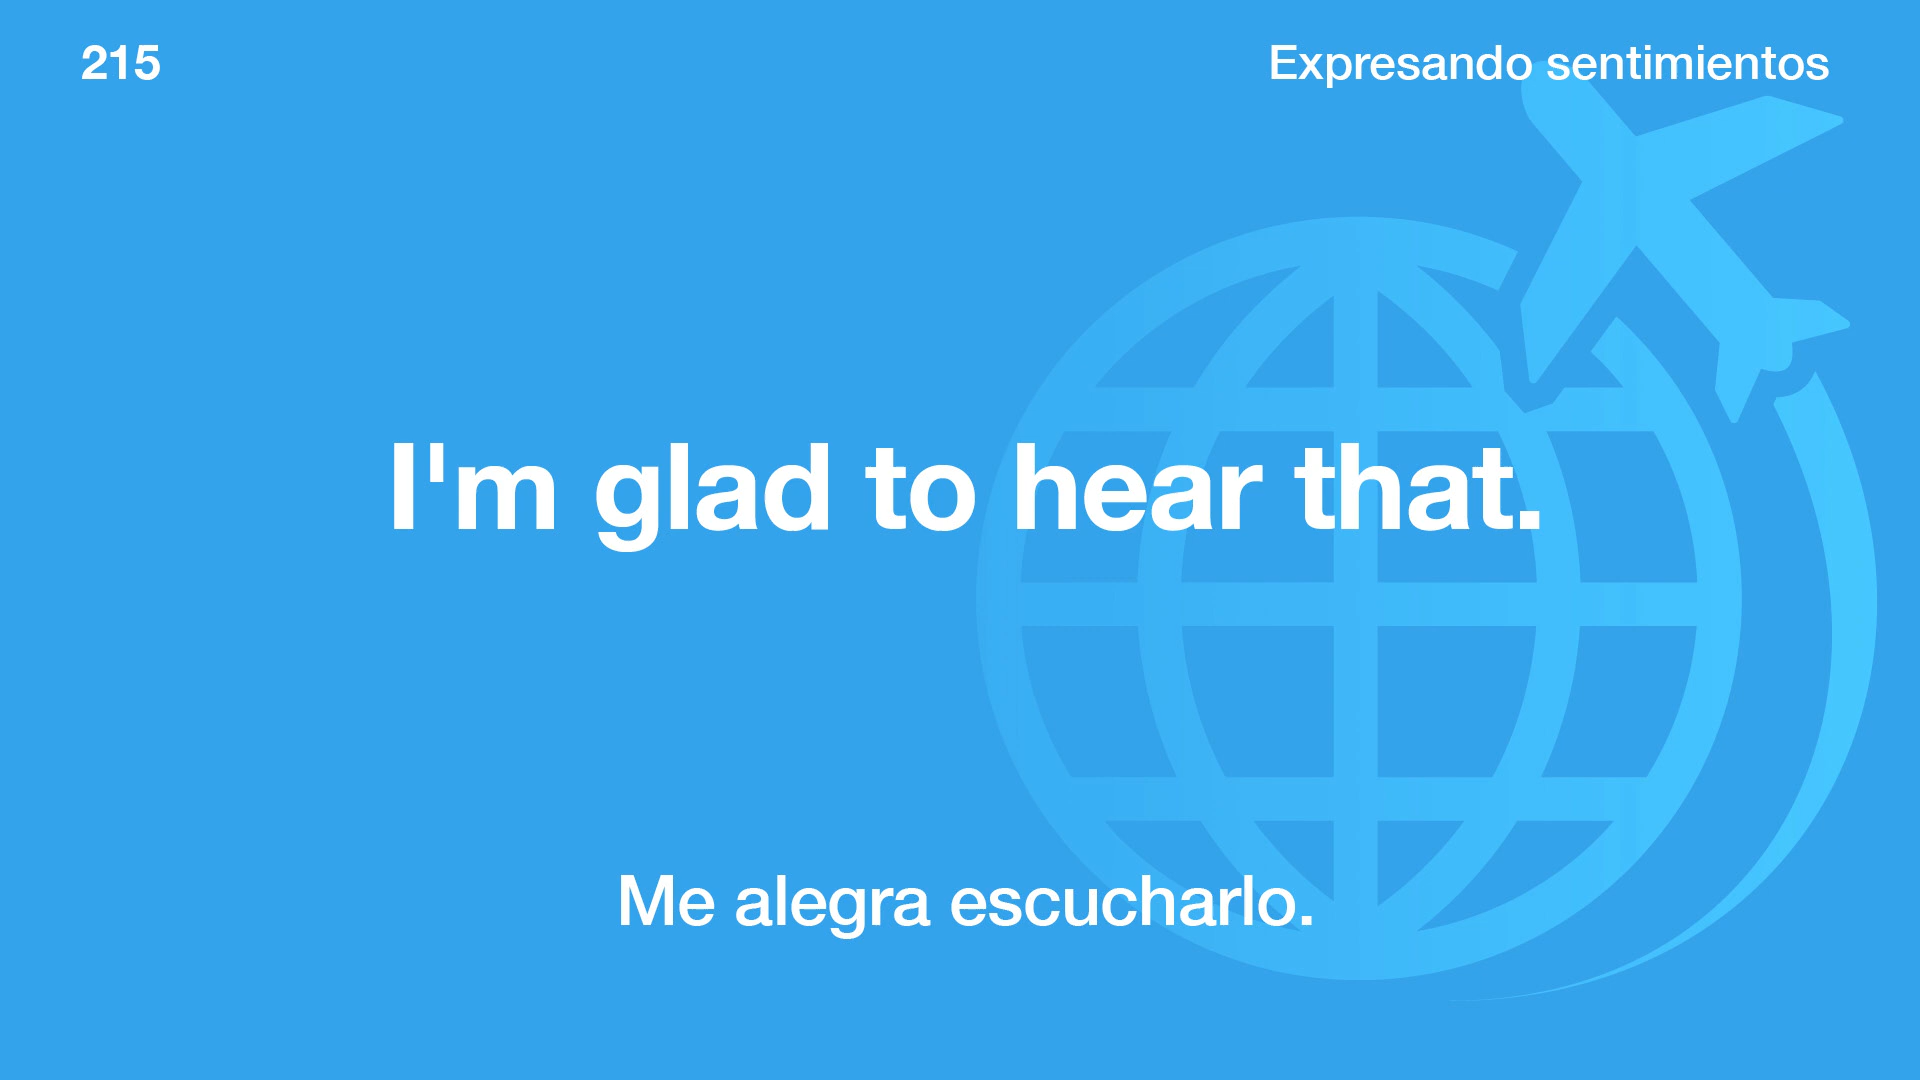 215
Expresando sentimientos
I'm glad to hear that.
Me alegra escucharlo.